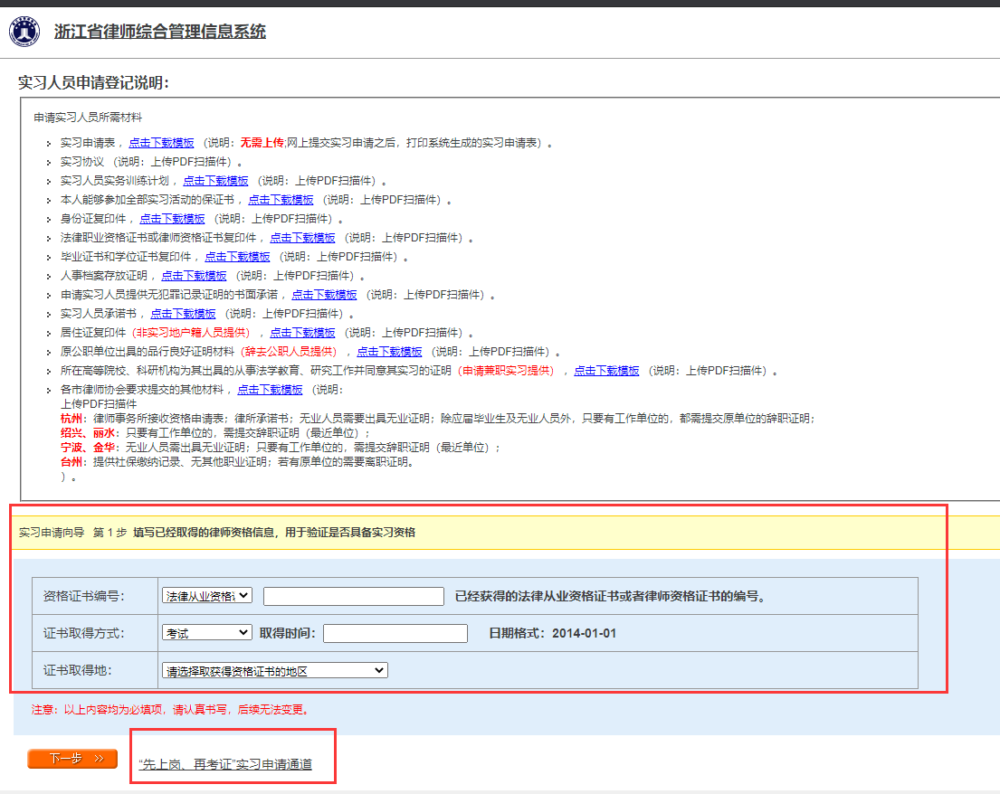 浙江省律师综合管理信息系统
实习人员申请登记说明：
申请实习人员所需材料
实习申请表，点击下载模板 （说明：无需上传;网上提交实习申请之后，打印系统生成的实习申请表）。
实习协议 （说明：上传PDF扫描件）。
实习人员实务训练计划，点击下载模板 （说明：上传PDF扫描件）。
本人能够参加全部实习活动的保证书，点击下载模板 （说明：上传PDF扫描件）。
身份证复印件，点击下载模板 （说明：上传PDF扫描件）。
法律职业资格证书或律师资格证书复印件，点击下载模板 （说明：上传PDF扫描件）。
毕业证书和学位证书复印件，点击下载模板 （说明：上传PDF扫描件）。
人事档案存放证明，点击下载模板 （说明：上传PDF扫描件）。
申请实习人员提供无犯罪记录证明的书面承诺，点击下载模板 （说明：上传PDF扫描件）。
实习人员承诺书，点击下载模板 （说明：上传PDF扫描件）。
居住证复印件（非实习地户籍人员提供），点击下载模板 （说明：上传PDF扫描件）。
原公职单位出具的品行良好证明材料（辞去公职人员提供），点击下载模板 （说明：上传PDF扫描件）。
所在高等院校、科研机构为其出具的从事法学教育、研究工作并同意其实习的证明（申请兼职实习提供），点击下载模板 （说明：上传PDF扫描件）。
各市律师协会要求提交的其他材料，点击下载模板 （说明：
上传PDF扫描件
杭州：律师事务所接收资格申请表；律所承诺书；无业人员需要出具无业证明；除应届毕业生及无业人员外，只要有工作单位的，都需提交原单位的辞职证明；
绍兴、丽水：只要有工作单位的，需提交辞职证明（最近单位）；
宁波、金华：无业人员需出具无业证明；只要有工作单位的，需提交辞职证明（最近单位）；
台州：提供社保缴纳记录、无其他职业证明；若有原单位的需要离职证明。
）。
实习申请向导 第 1 步 填写已经取得的律师资格信息，用于验证是否具备实习资格
资格证书编号： 法律从业资格 已经获得的法律从业资格证书或者律师资格证书的编号。
证书取得方式： 考试 取得时间： 日期格式：2014-01-01
证书取得地： 请选择取获得资格证书的地区
注意：以上内容均为必填项，请认真书写，后续无法变更。
下一步 >> “先上岗、再考证”实习申请通道